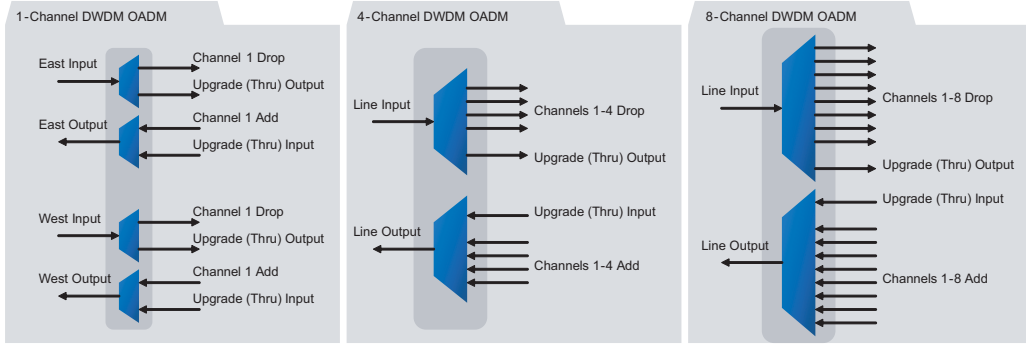 1-Channel DWDM OADM
East Input
Channel 1 Drop
Upgrade (Thru) Output
East Output
Channel 1 Add
Upgrade (Thru) Input
West Input
Channel 1 Drop
Upgrade (Thru) Output
West Output
Channel 1 Add
Upgrade (Thru) Input
4-Channel DWDM OADM
Line Input
Channels 1-4 Drop
Upgrade (Thru) Output
Upgrade (Thru) Input
Line Output
Channels 1-4 Add
8-Channel DWDM OADM
Line Input
Channels 1-8 Drop
Upgrade (Thru) Output
Upgrade (Thru) Input
Line Output
Channels 1-8 Add